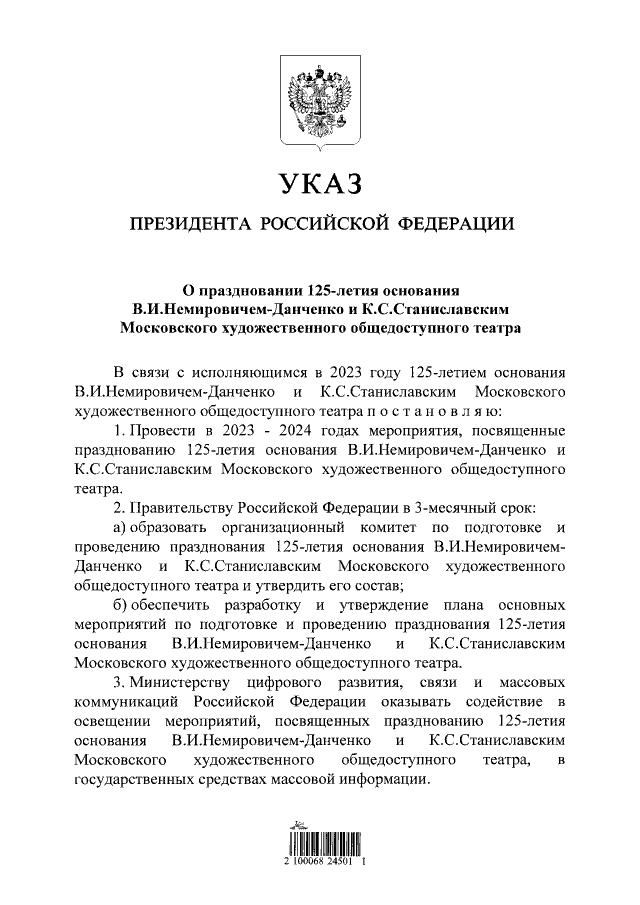 УКАЗ
ПРЕЗИДЕНТА РОССИЙСКОЙ ФЕДЕРАЦИИ
О праздновании 125-летия основания
В.И.Немировичем-Данченко и К.С.Станиславским
Московского художественного общедоступного театра
В связи с исполняющимся в 2023 году 125-летием основания
В.И.Немировичем-Данченко и К.С.Станиславским Московского
художественного общедоступного театра п о с т а н о в л я ю:
1. Провести в 2023 - 2024 годах мероприятия, посвященные
празднованию 125-летия основания В.И.Немировичем-Данченко и
К.С.Станиславским Московского художественного общедоступного
театра.
2. Правительству Российской Федерации в 3-месячный срок:
а) образовать организационный комитет по подготовке и
проведению празднования 125-летия основания В.И.Немировичем-
Данченко и К.С.Станиславским Московского художественного
общедоступного театра и утвердить его состав;
б) обеспечить разработку и утверждение плана основных
мероприятий по подготовке и проведению празднования 125-летия
основания В.И.Немировичем-Данченко и К.С.Станиславским
Московского художественного общедоступного театра.
3. Министерству цифрового развития, связи и массовых
коммуникаций Российской Федерации оказывать содействие в
освещении мероприятий, посвященных празднованию 125-летия
основания В.И.Немировичем-Данченко и К.С.Станиславским
Московского художественного общедоступного театра, в
государственных средствах массовой информации.
2 100068 24501 1